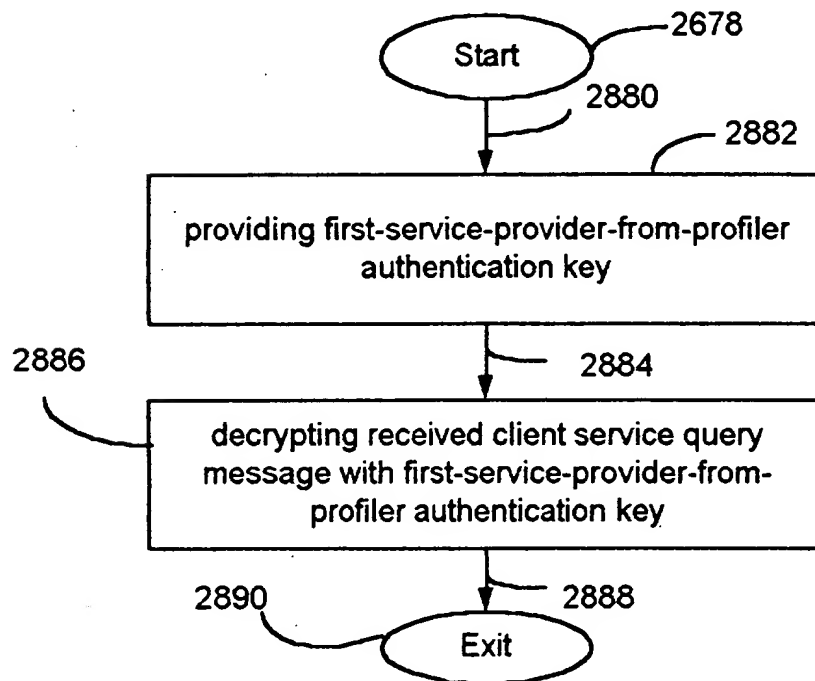 Start
2678
2880
2882
providing first-service-provider-from-profiler
authentication key
2884
2886
decrypting received client service query
message with first-service-provider-from-
profiler authentication key
2888
2890
Exit